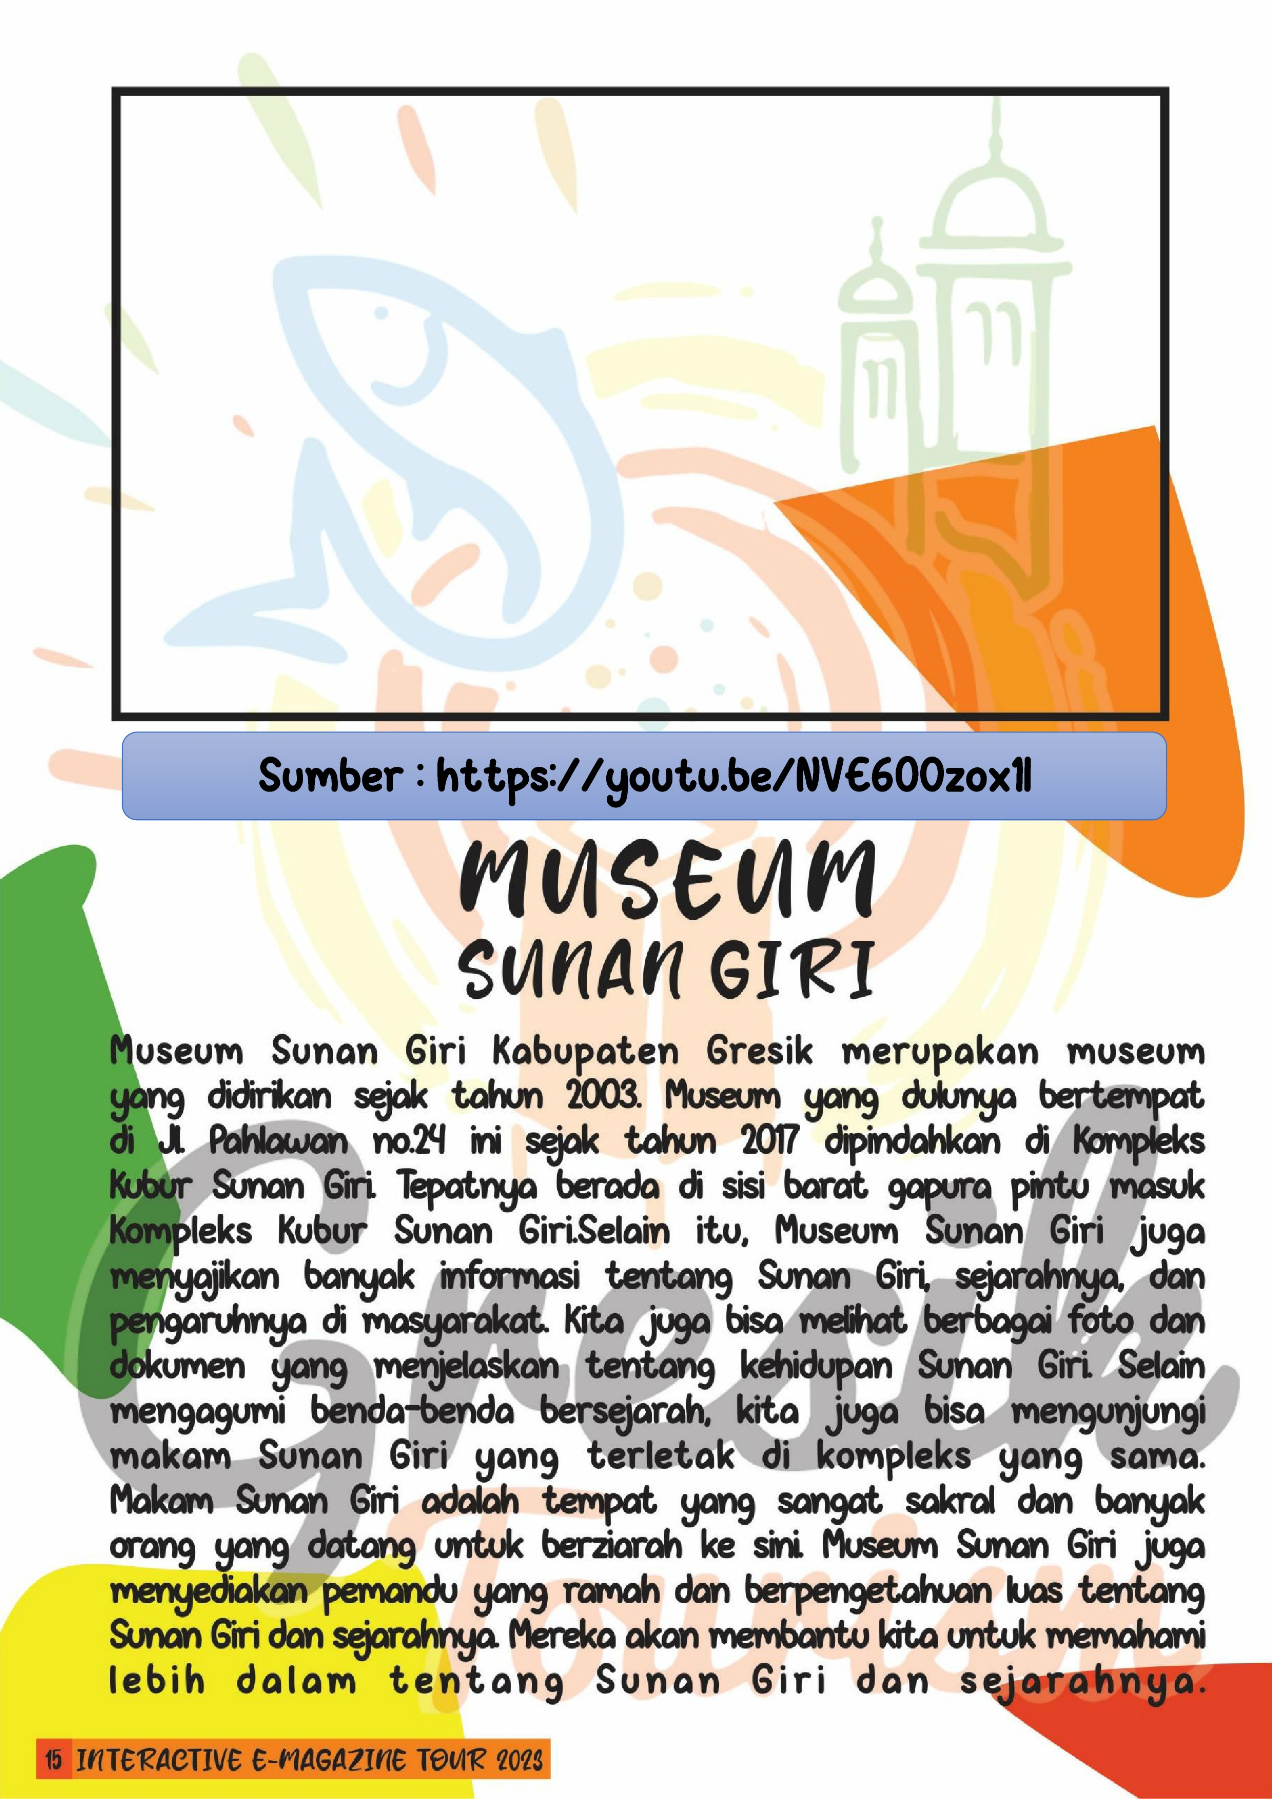 Sumber : https://youtu.be/NVE600zox1I
MUSEUM
SUNAN GIRI
Museum Sunan Giri Kabupaten Gresik merupakan museum
yang didirikan sejak tahun 2003. Museum yang dulunya bertempat
di Jl. Pahlawan no.24 ini sejak tahun 2017 dipindahkan di Kompleks
Kubur Sunan Giri. Tepatnya berada di sisi barat gapura pintu masuk
Kompleks Kubur Sunan Giri.Selain itu, Museum Sunan Giri juga
menyajikan banyak informasi tentang Sunan Giri, sejarahnya, dan
pengaruhnya di masyarakat. Kita juga bisa melihat berbagai foto dan
dokumen yang menjelaskan tentang kehidupan Sunan Giri. Selain
mengagumi benda-benda bersejarah, kita juga bisa mengunjungi
makam Sunan Giri yang terletak di kompleks yang sama.
Makam Sunan Giri adalah tempat yang sangat sakral dan banyak
orang yang datang untuk berziarah ke sini. Museum Sunan Giri juga
menyediakan pemandu yang ramah dan berpengetahuan luas tentang
Sunan Giri dan sejarahnya. Mereka akan membantu kita untuk memahami
lebih dalam tentang Sunan Giri dan sejarahnya.
Gresik
Tourism
15 INTERACTIVE E-MAGAZINE TOUR 2023